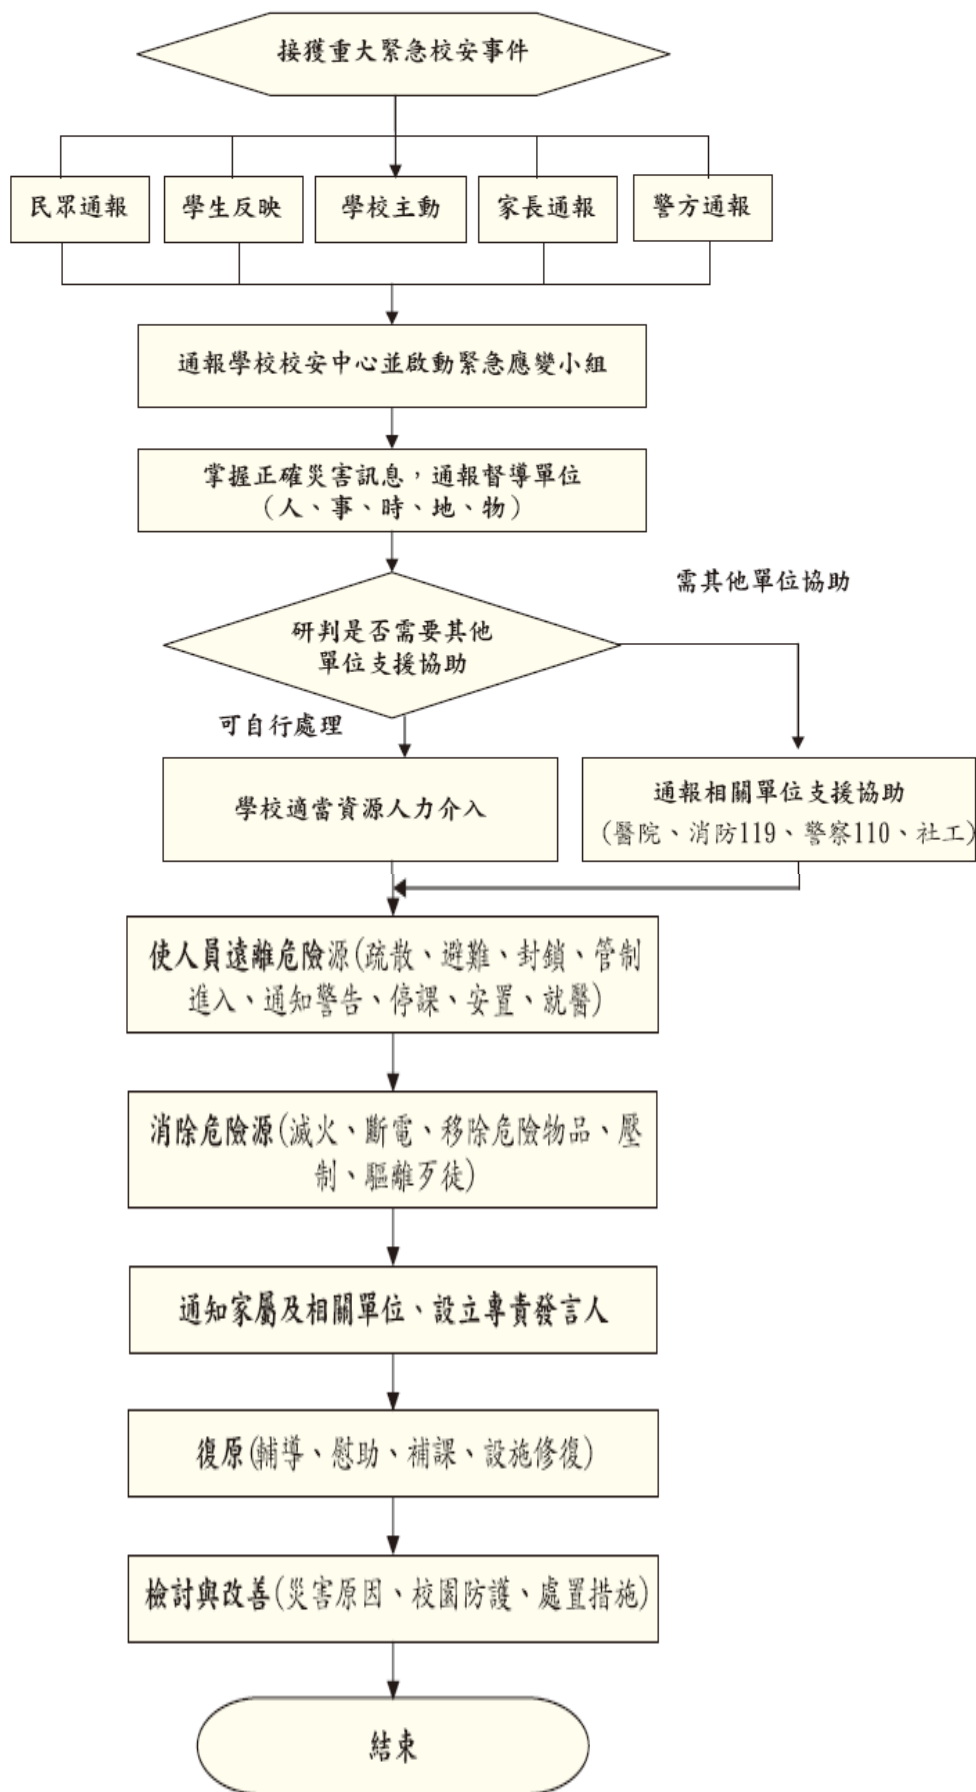 接獲重大緊急校安事件
民眾通報
學生反映
學校主動
家長通報
警方通報
通報學校校安中心並啟動緊急應變小組
掌握正確災害訊息，通報督導單位
（人、事、時、地、物）
需其他單位協助
研判是否需要其他
單位支援協助
可自行處理
學校適當資源人力介入
通報相關單位支援協助
(醫院、消防119、警察110、社工)
使人員遠離危險源(疏散、避難、封鎖、管制
進入、通知警告、停課、安置、就醫)
消除危險源(滅火、斷電、移除危險物品、壓
制、驅離歹徒)
通知家屬及相關單位、設立專責發言人
復原(輔導、慰助、補課、設施修復)
檢討與改善(災害原因、校園防護、處置措施)
結束